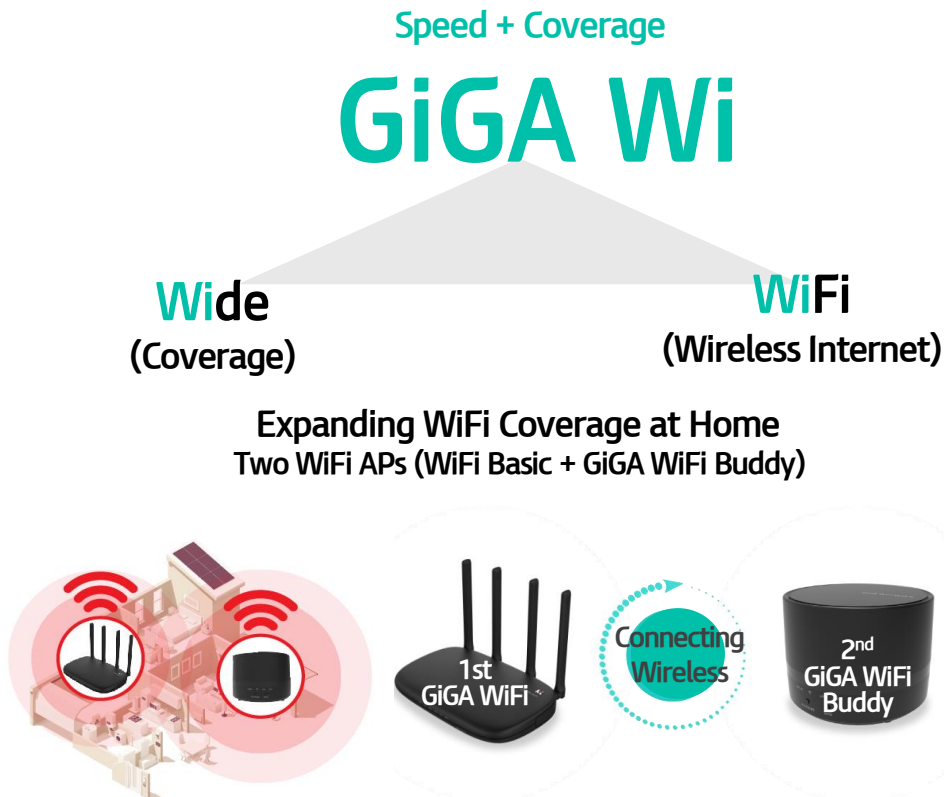 Speed + Coverage
GiGA Wi
Wide
(Coverage)
WiFi
(Wireless Internet)
Expanding WiFi Coverage at Home
Two WiFi APs (WiFi Basic + GiGA WiFi Buddy)
1st
GiGA WiFi
Connecting
Wireless
2nd
GiGA WiFi
Buddy